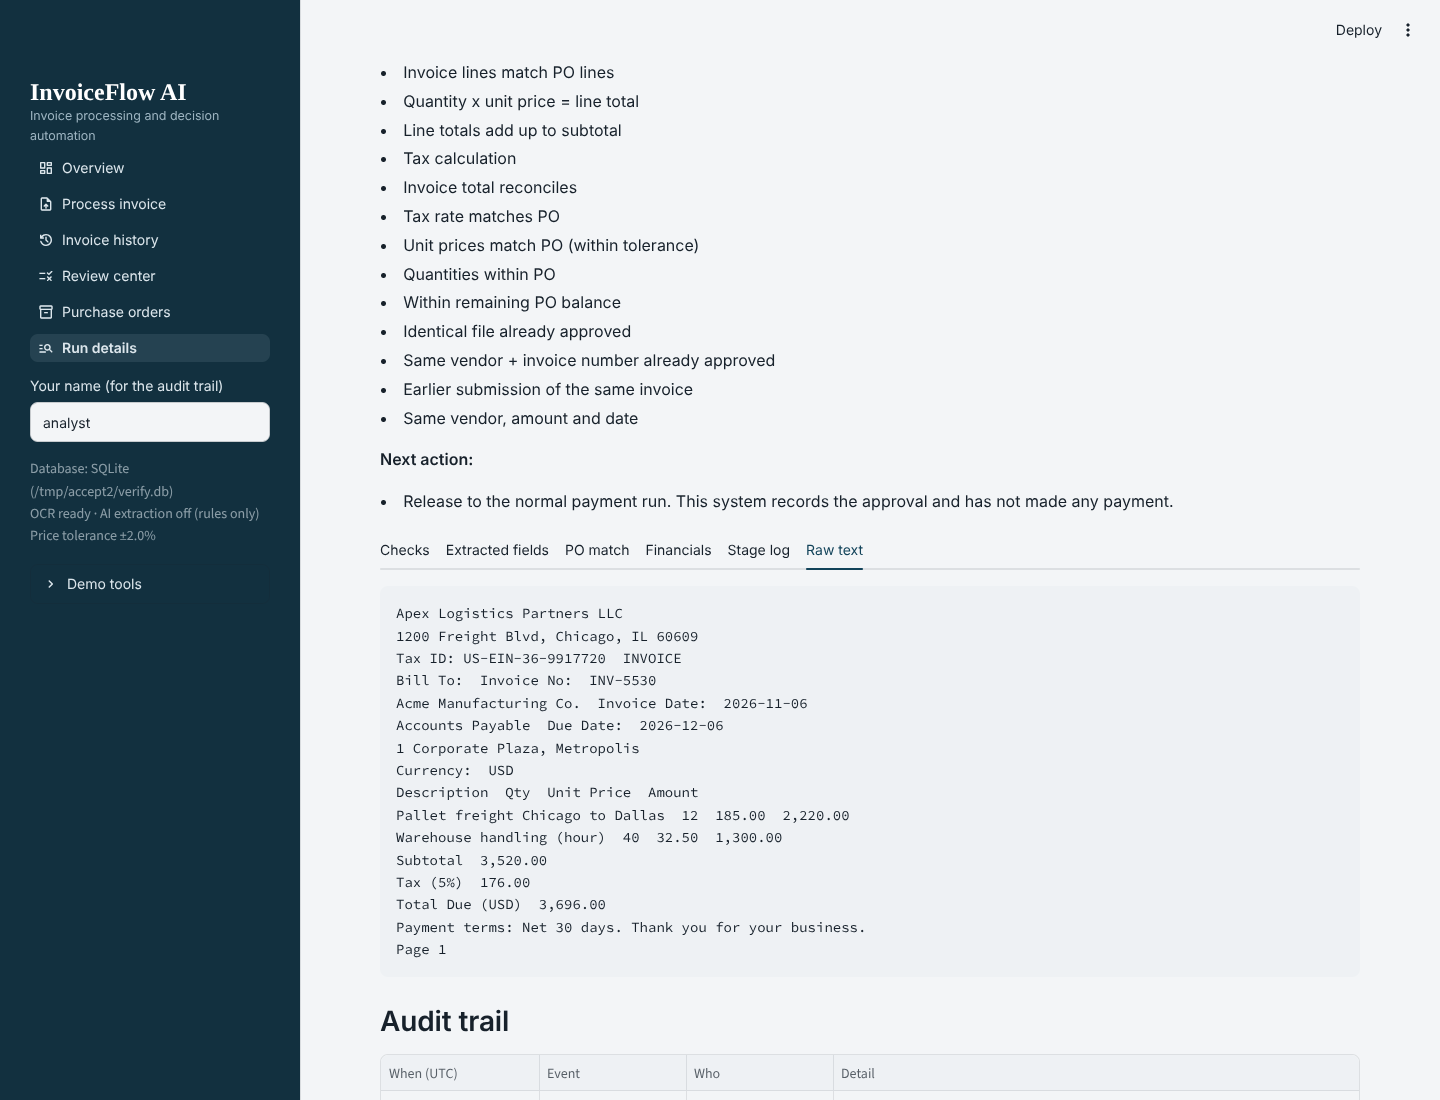 Deploy
InvoiceFlow AI
Invoice processing and decision
automation
Overview
Process invoice
Invoice history
Review center
Purchase orders
Run details
Your name (for the audit trail)
analyst
Database: SQLite
(/tmp/accept2/verify.db)
OCR ready · AI extraction off (rules only)
Price tolerance ±2.0%
Demo tools
• Invoice lines match PO lines
• Quantity x unit price = line total
• Line totals add up to subtotal
• Tax calculation
• Invoice total reconciles
• Tax rate matches PO
• Unit prices match PO (within tolerance)
• Quantities within PO
• Within remaining PO balance
• Identical file already approved
• Same vendor + invoice number already approved
• Earlier submission of the same invoice
• Same vendor, amount and date
Next action:
• Release to the normal payment run. This system records the approval and has not made any payment.
Checks Extracted fields PO match Financials Stage log Raw text
Apex Logistics Partners LLC
1200 Freight Blvd, Chicago, IL 60609
Tax ID: US-EIN-36-9917720  INVOICE
Bill To:  Invoice No:  INV-5530
Acme Manufacturing Co.  Invoice Date:  2026-11-06
Accounts Payable  Due Date:  2026-12-06
1 Corporate Plaza, Metropolis
Currency:  USD
Description  Qty  Unit Price  Amount
Pallet freight Chicago to Dallas  12  185.00  2,220.00
Warehouse handling (hour)  40  32.50  1,300.00
Subtotal  3,520.00
Tax (5%)  176.00
Total Due (USD)  3,696.00
Payment terms: Net 30 days. Thank you for your business.
Page 1
Audit trail
When (UTC) Event Who Detail